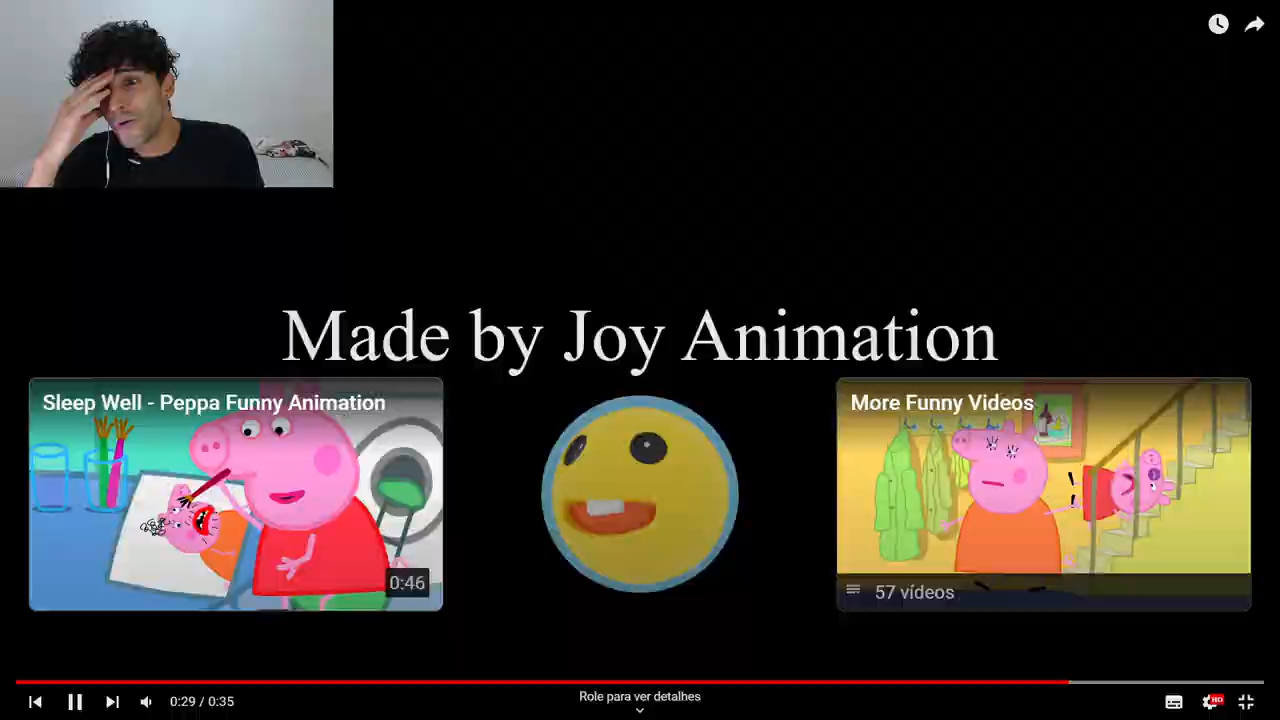 Made by Joy Animation
Sleep Well - Peppa Funny Animation
0:46
More Funny Videos
57 vídeos
0:29 / 0:35
Role para ver detalhes
HD